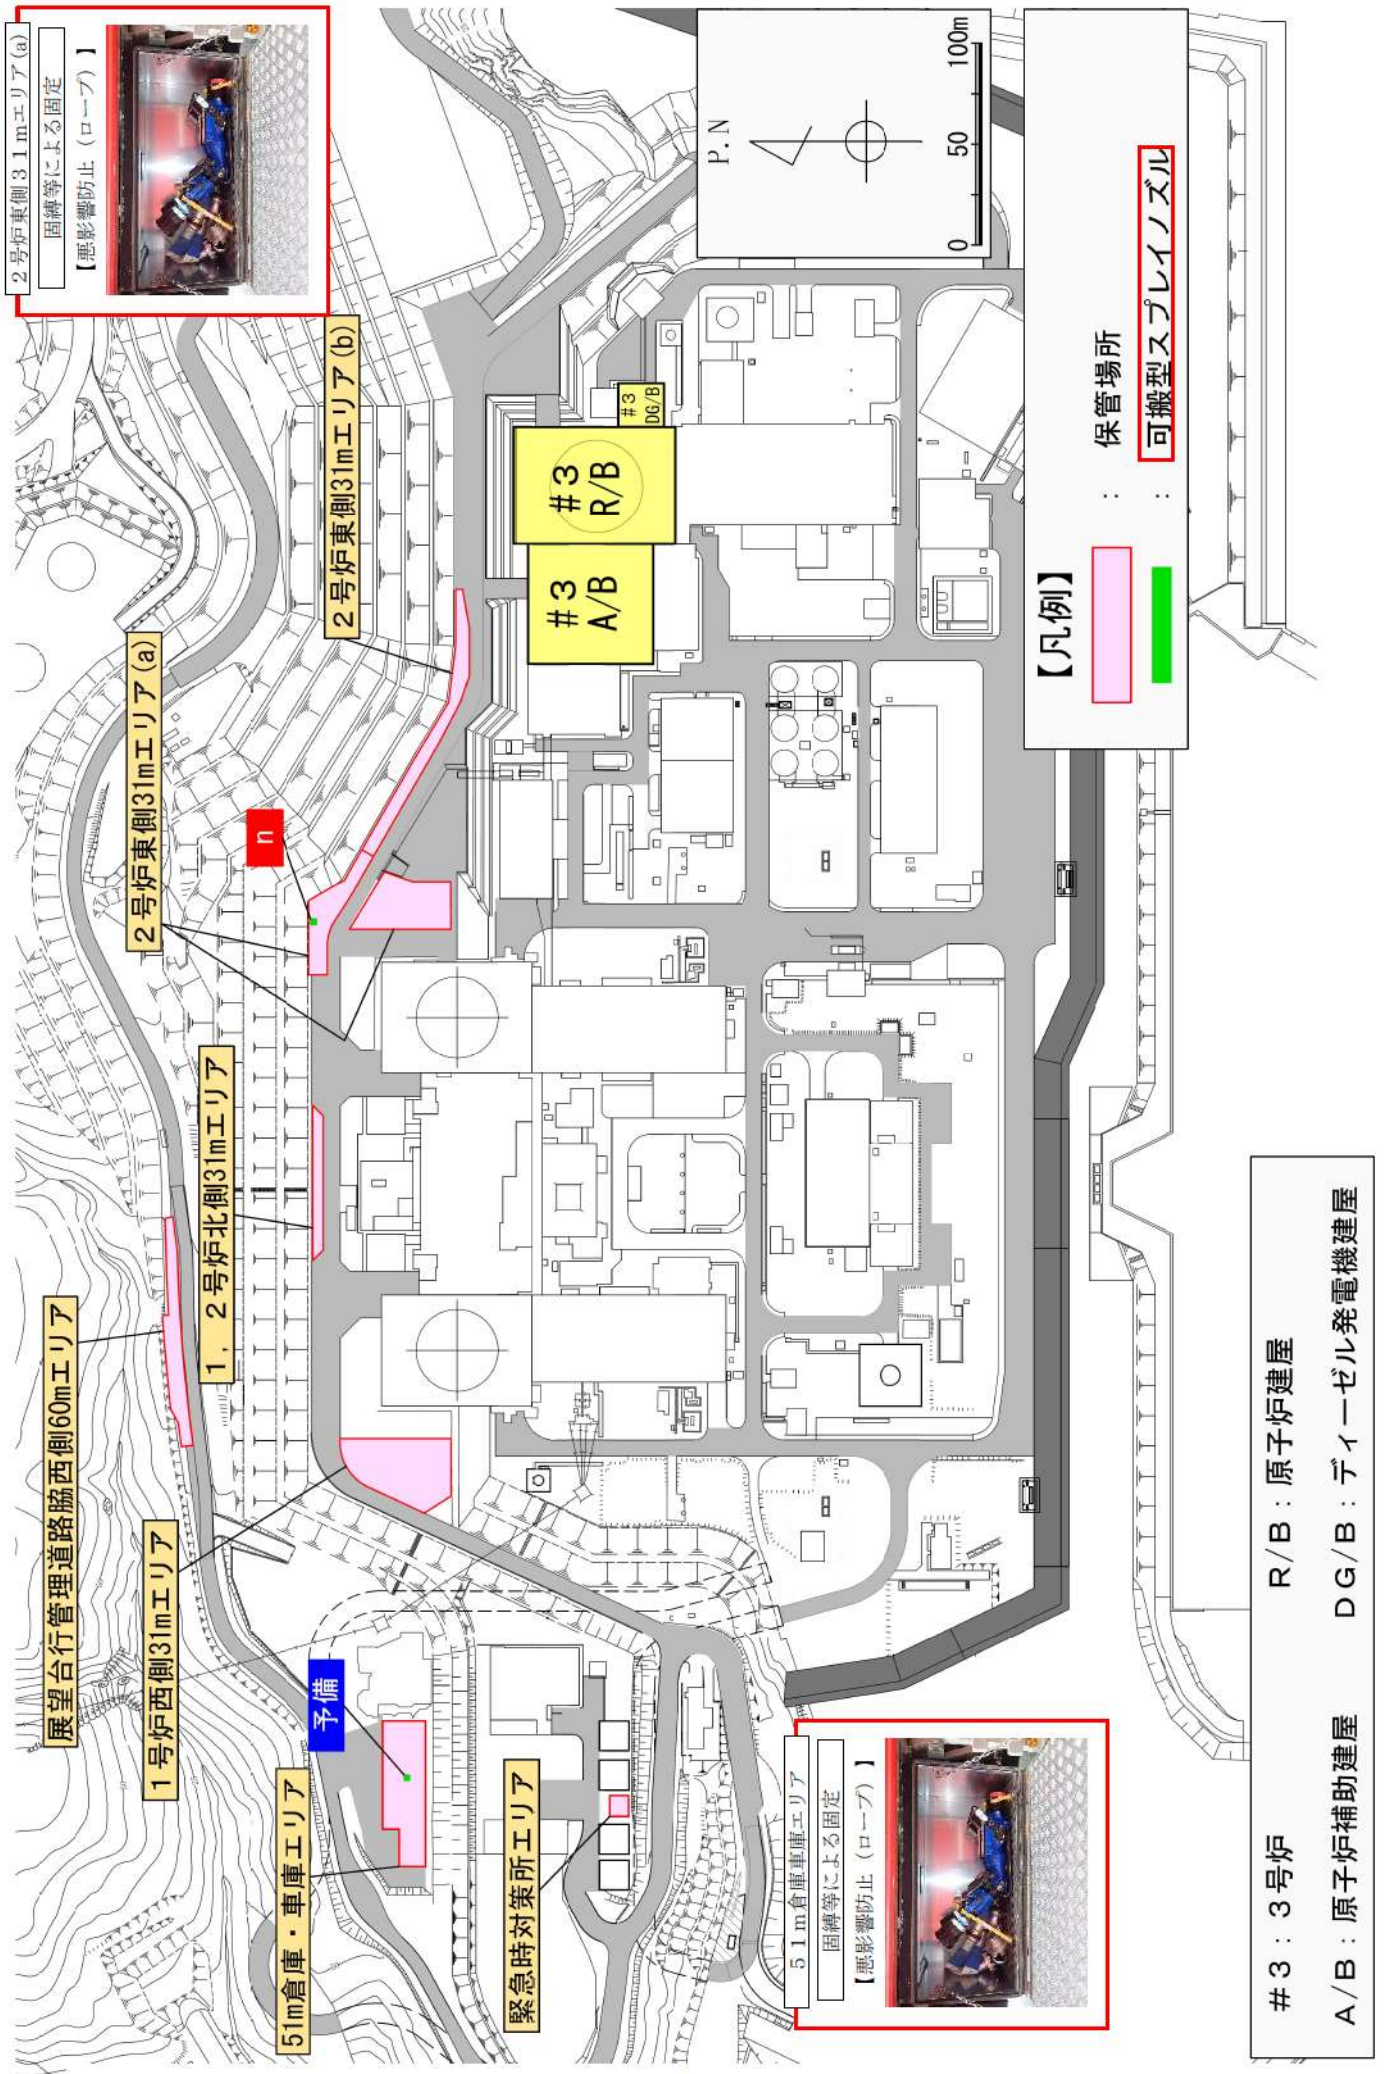 展望台行管理道路脇西側60mエリア
1号炉西側31mエリア
51m倉庫・車庫エリア
予備
緊急時対策所エリア
1，2号炉北側31mエリア
2号炉東側31mエリア(a)
n
2号炉東側31mエリア(b)
2号炉東側31mエリア(a)
固縛等による固定
【悪影響防止（ロープ）】
#3
A/B
#3
R/B
#3
DG/B
P.N
0 50 100m
51m倉庫車庫エリア
固縛等による固定
【悪影響防止（ロープ）】
【凡例】
： 保管場所
： 可搬型スプレイノズル
#3：3号炉 R/B：原子炉建屋
A/B：原子炉補助建屋 DG/B：ディーゼル発電機建屋